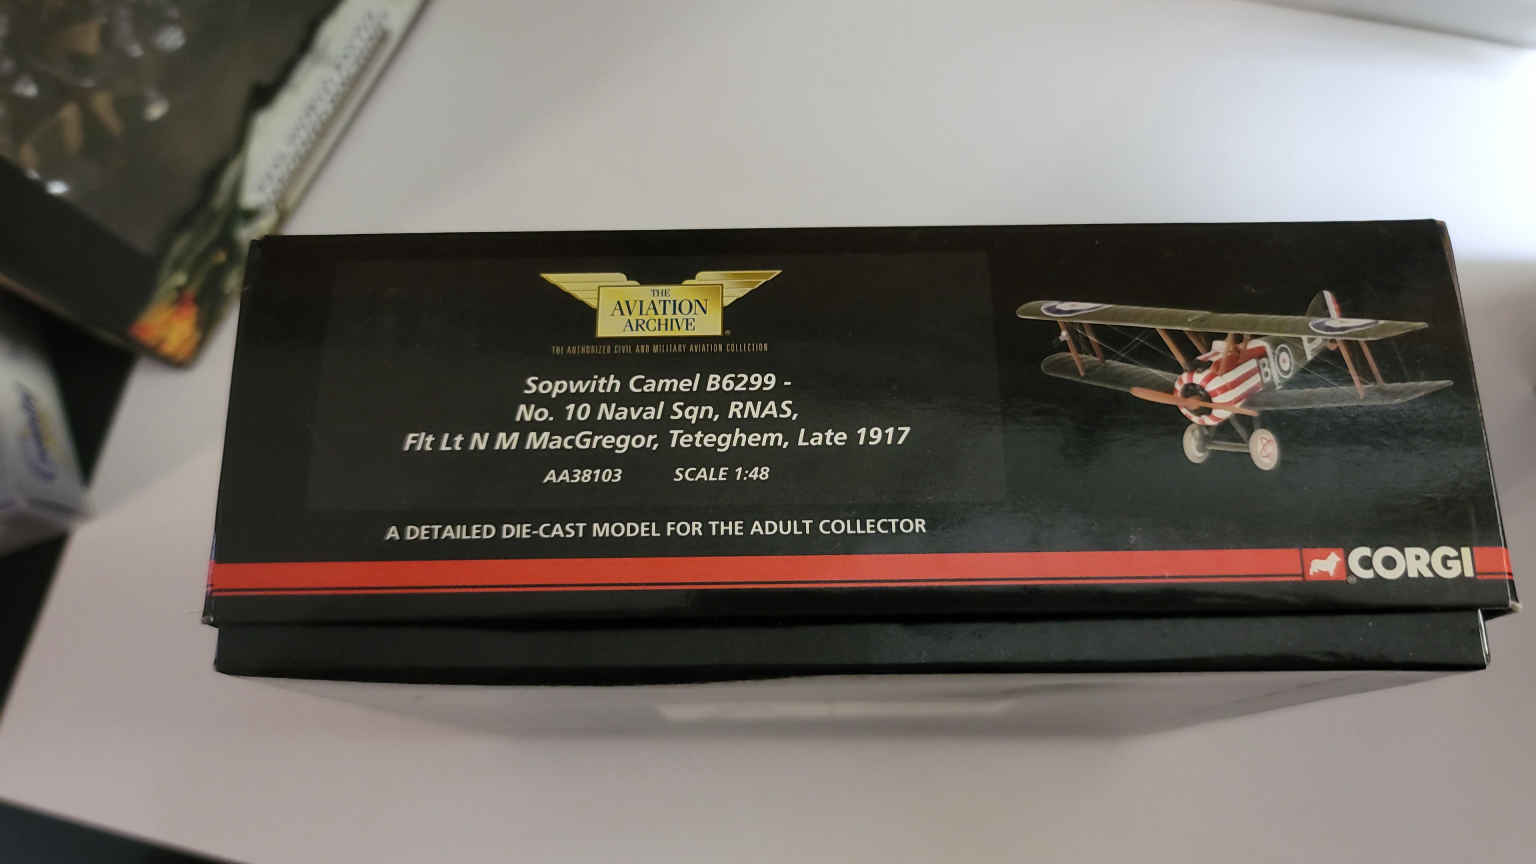 THE
AVIATION
ARCHIVE
THE AUTHORIZED CIVIL AND MILITARY AVIATION COLLECTION
Sopwith Camel B6299 -
No. 10 Naval Sqn, RNAS,
Flt Lt N M MacGregor, Teteghem, Late 1917
AA38103 SCALE 1:48
A DETAILED DIE-CAST MODEL FOR THE ADULT COLLECTOR
B
CORGI